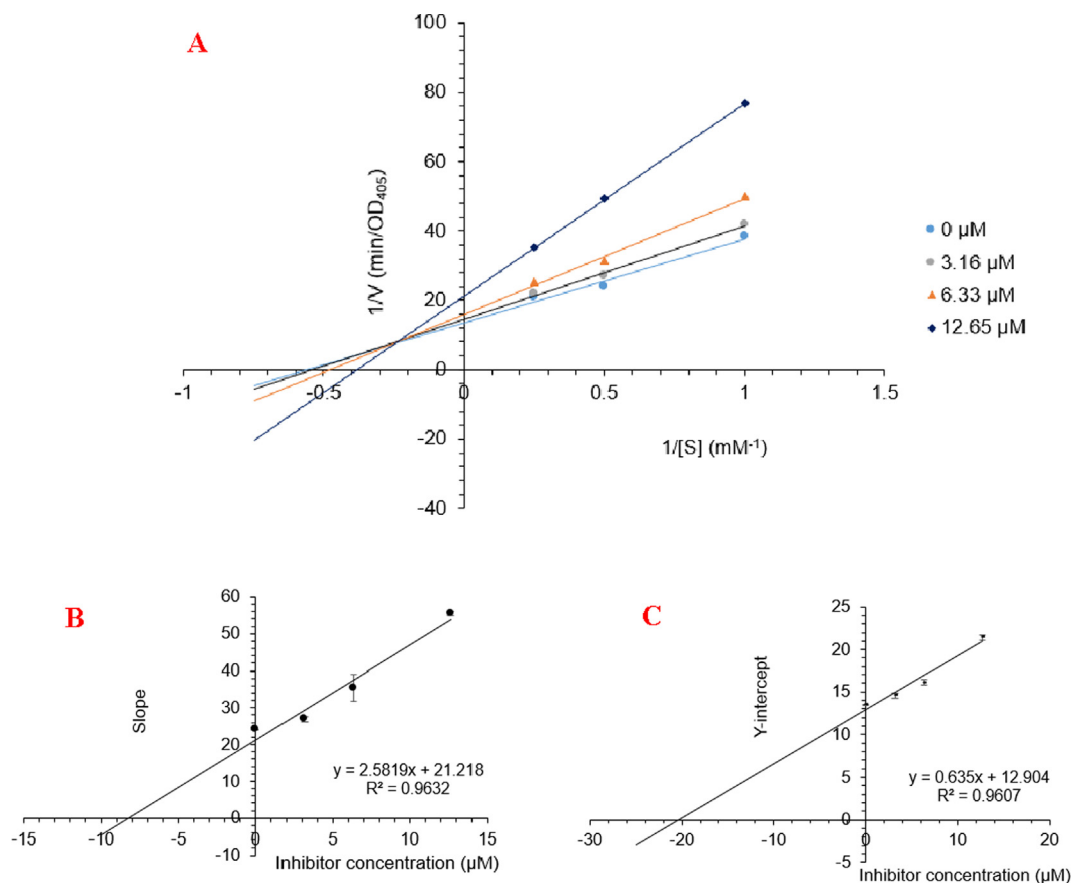 A
1/V (min/OD405)
100
80
60
40
20
0
-20
-40
-1
-0.5
0
0.5
1
1.5
1/[S] (mM-1)
0 µM
3.16 µM
6.33 µM
12.65 µM
B
Slope
60
50
40
30
20
10
0
-10
-15
-10
-5
0
5
10
15
y = 2.5819x + 21.218
R² = 0.9632
Inhibitor concentration (µM)
C
Y-intercept
25
20
15
10
5
0
-5
-30
-20
-10
0
10
20
y = 0.635x + 12.904
R² = 0.9607
Inhibitor concentration (µM)